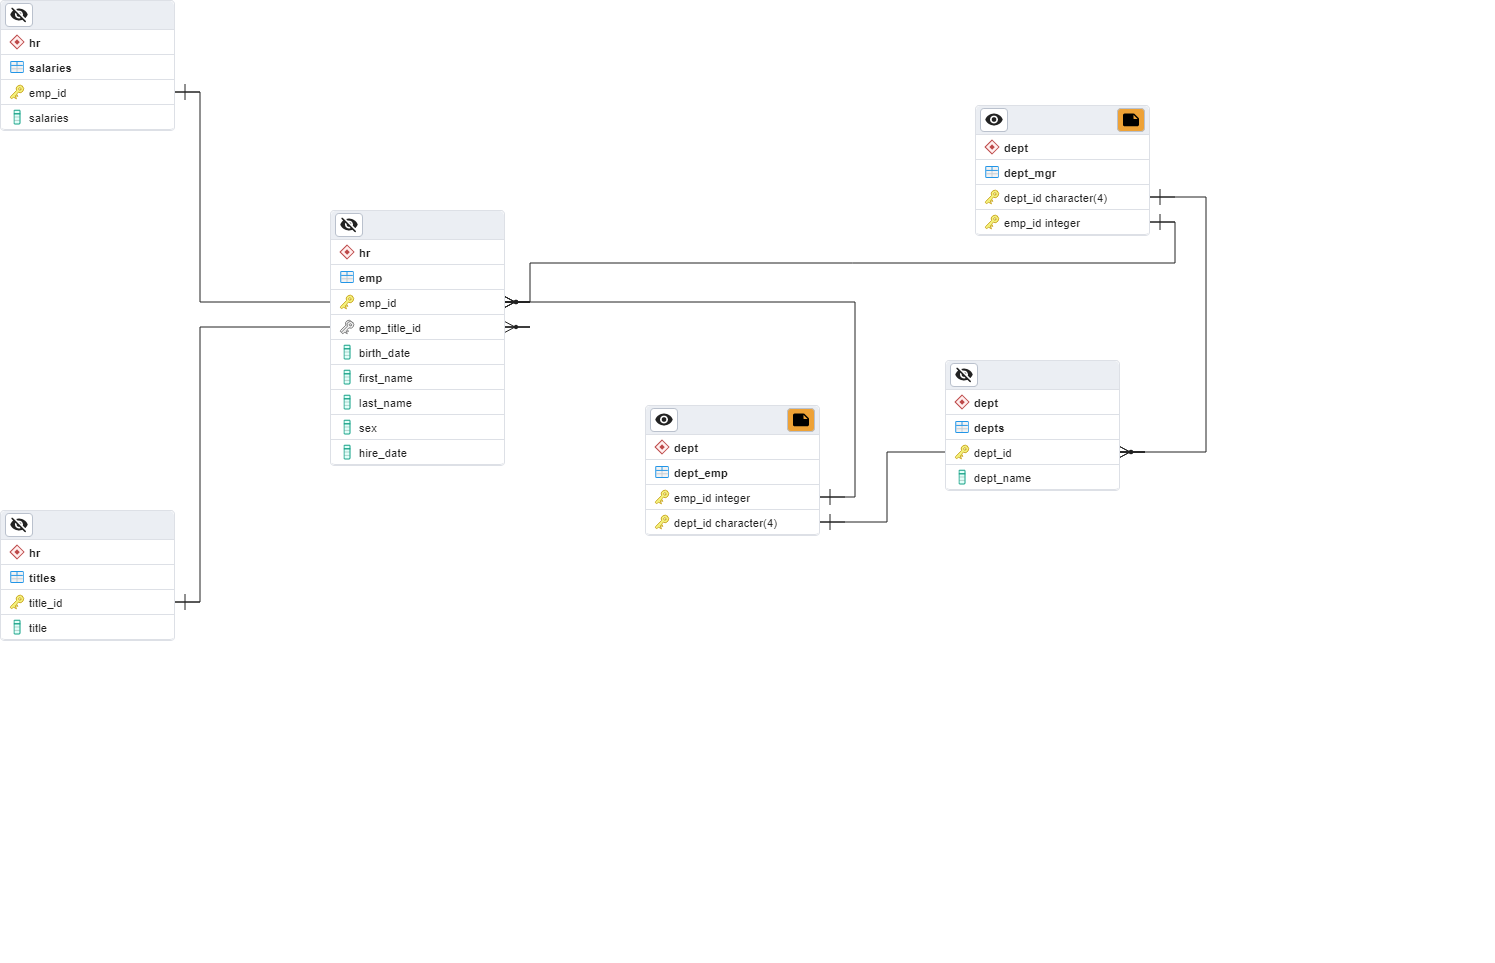 hr
salaries
emp_id
salaries
hr
emp
emp_id
emp_title_id
birth_date
first_name
last_name
sex
hire_date
hr
titles
title_id
title
dept
dept_emp
emp_id integer
dept_id character(4)
dept
dept_mgr
dept_id character(4)
emp_id integer
dept
depts
dept_id
dept_name